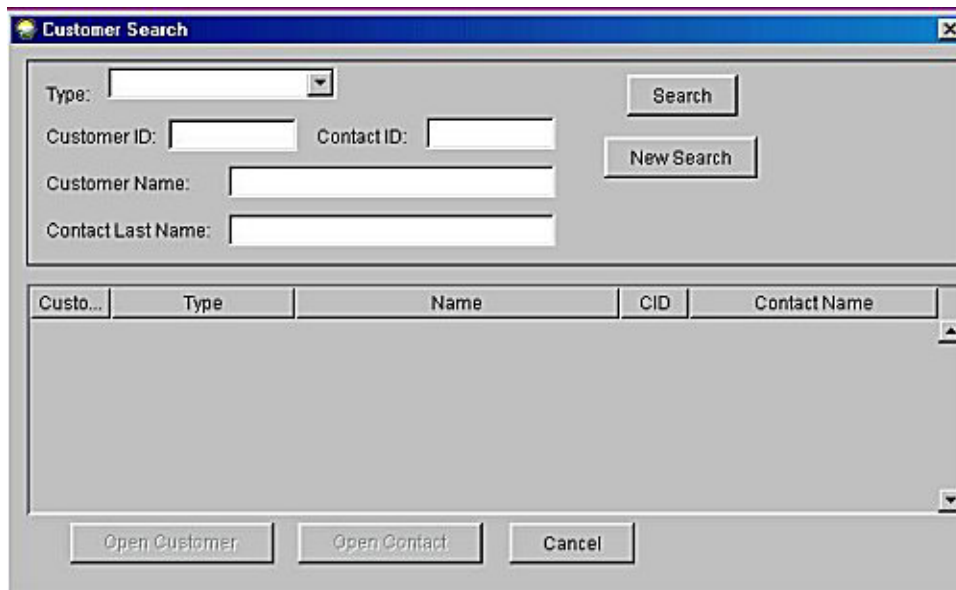 Customer Search
Type:
Search
Customer ID:
Contact ID:
New Search
Customer Name:
Contact Last Name:
Custo... Type Name CID Contact Name
Open Customer Open Contact Cancel